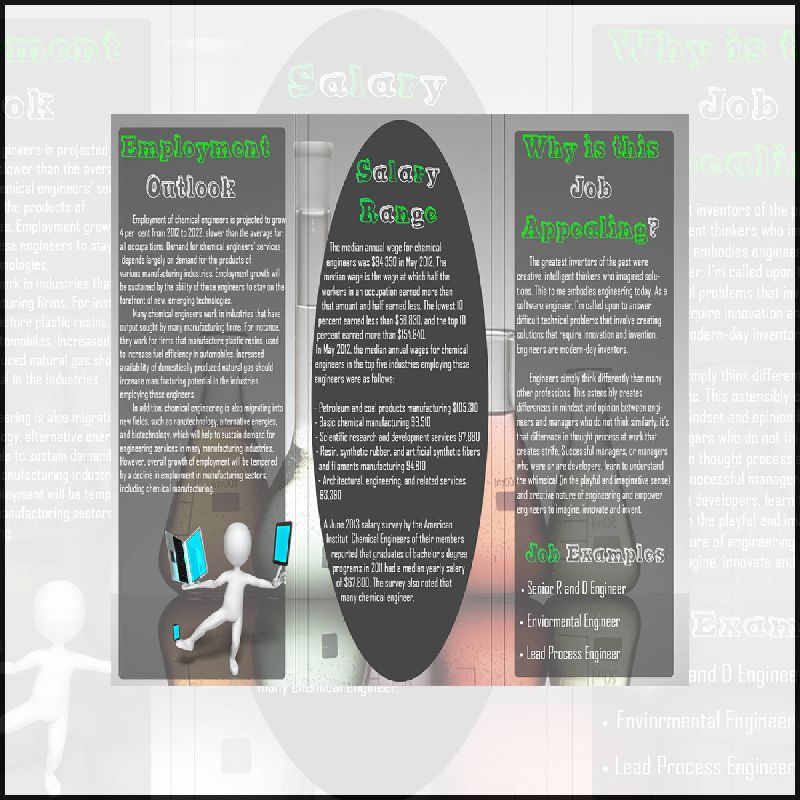 Employment
Outlook
Employment of chemical engineers is projected to grow
4 per cent from 2012 to 2022, slower than the average for
all occupations. Demand for chemical engineers' services
depends largely on demand for the products of
various manufacturing industries. Employment growth will
be sustained by the ability of these engineers to stay on the
forefront of new, emerging technologies.
Many chemical engineers work in industries that have
output sought by many manufacturing firms. For instance,
they work for firms that manufacture plastic resins, used
to increase fuel efficiency in automobiles. Increased
availability of domestically produced natural gas should
increase manufacturing potential in the industries
employing these engineers.
In addition, chemical engineering is also migrating into
new fields, such as nanotechnology, alternative energies,
and biotechnology, which will help to sustain demand for
engineering services in many manufacturing industries.
However, overall growth of employment will be tempered
by a decline in employment in manufacturing sectors,
including chemical manufacturing.
Salary
Range
The median annual wage for chemical
engineers was $94,350 in May 2012. The
median wage is the wage at which half the
workers in an occupation earned more than
that amount and half earned less. The lowest 10
percent earned less than $58,830, and the top 10
percent earned more than $154,840.
In May 2012, the median annual wages for chemical
engineers in the top five industries employing these
engineers were as follows:
- Petroleum and coal products manufacturing $105,310
- Basic chemical manufacturing 99,510
- Scientific research and development services 97,880
- Resin, synthetic rubber, and artificial synthetic fibers
and filaments manufacturing 94,810
- Architectural, engineering, and related services
93,380
A June 2013 salary survey by the American
Institut Chemical Engineers of their members
reported that graduates of bachelor's degree
programs in 2011 had a median yearly salary
of $67,600. The survey also noted that
many chemical engineer.
Why is this
Job
Appealing?
The greatest inventors of the past were
creative, intelligent thinkers who imagined solu-
tions. This to me embodies engineering today. As a
software engineer, I'm called upon to answer
difficult technical problems that involve creating
solutions that require innovation and invention.
Engineers are modern-day inventors.
Engineers simply think differently than many
other professions. This ostensibly creates
differences in mindset and opinion between engi-
neers and managers who do not think similarly, it's
that difference in thought process at work that
creates strife. Successful managers, or managers
who were or are developers, learn to understand
the whimsical (in the playful and imaginative sense)
and creative nature of engineering and empower
engineers to imagine, innovate and invent.
Job Examples
• Senior R and D Engineer
• Enviormental Engineer
• Lead Process Engineer